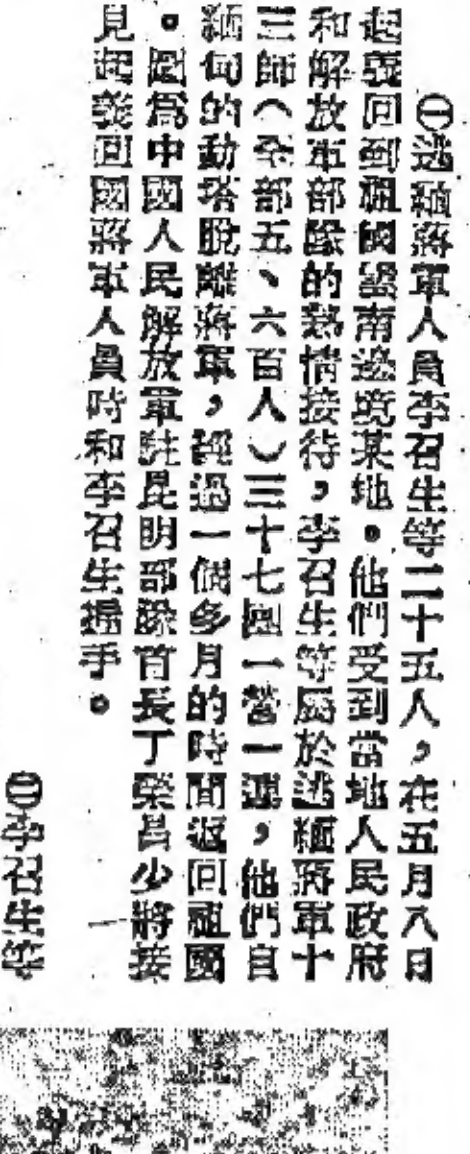 ㊀逃緬蔣軍人員李召生等二十五人，在五月八日
起義回到祖國雲南邊境某地。他們受到當地人民政府
和解放軍部隊的熱情接待，李召生等屬於逃緬蔣軍十
三師（全部五、六百人）三十七團一營一連，他們自
緬甸的動塔脫離蔣軍，經過一個多月的時間返回祖國
。圖爲中國人民解放軍駐昆明部隊首長丁榮昌少將接
見起義回國蔣軍人員時和李召生握手。
㊁李召生等